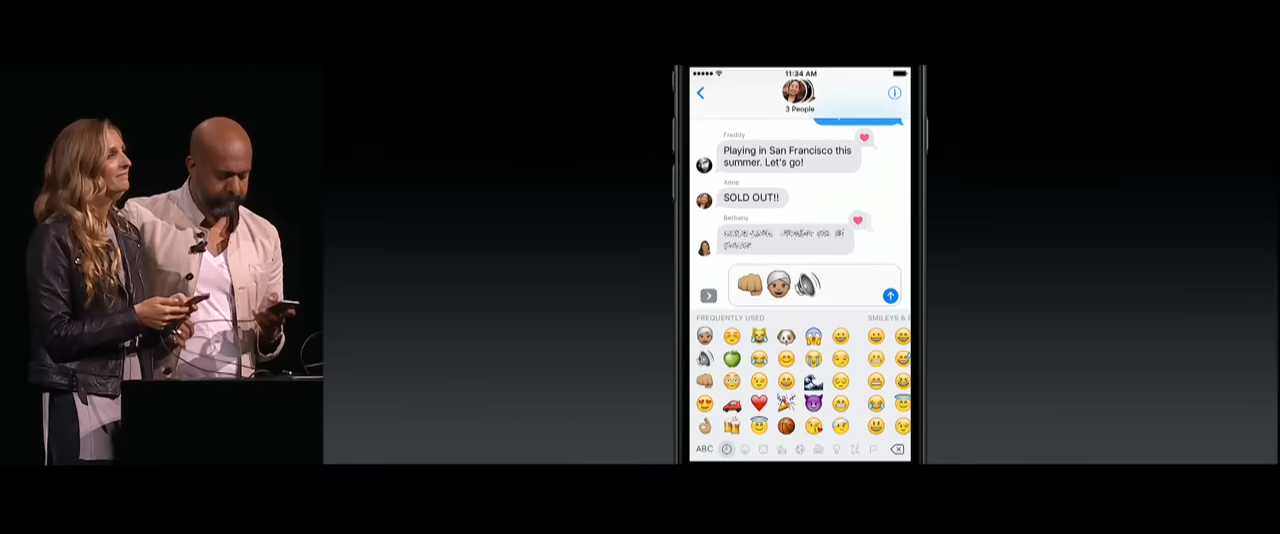 11:34 AM
3 People
Freddy
Playing in San Francisco this
summer. Let's go!
Anne
SOLD OUT!!
Bethany
FREQUENTLY USED
SMILEYS &
ABC